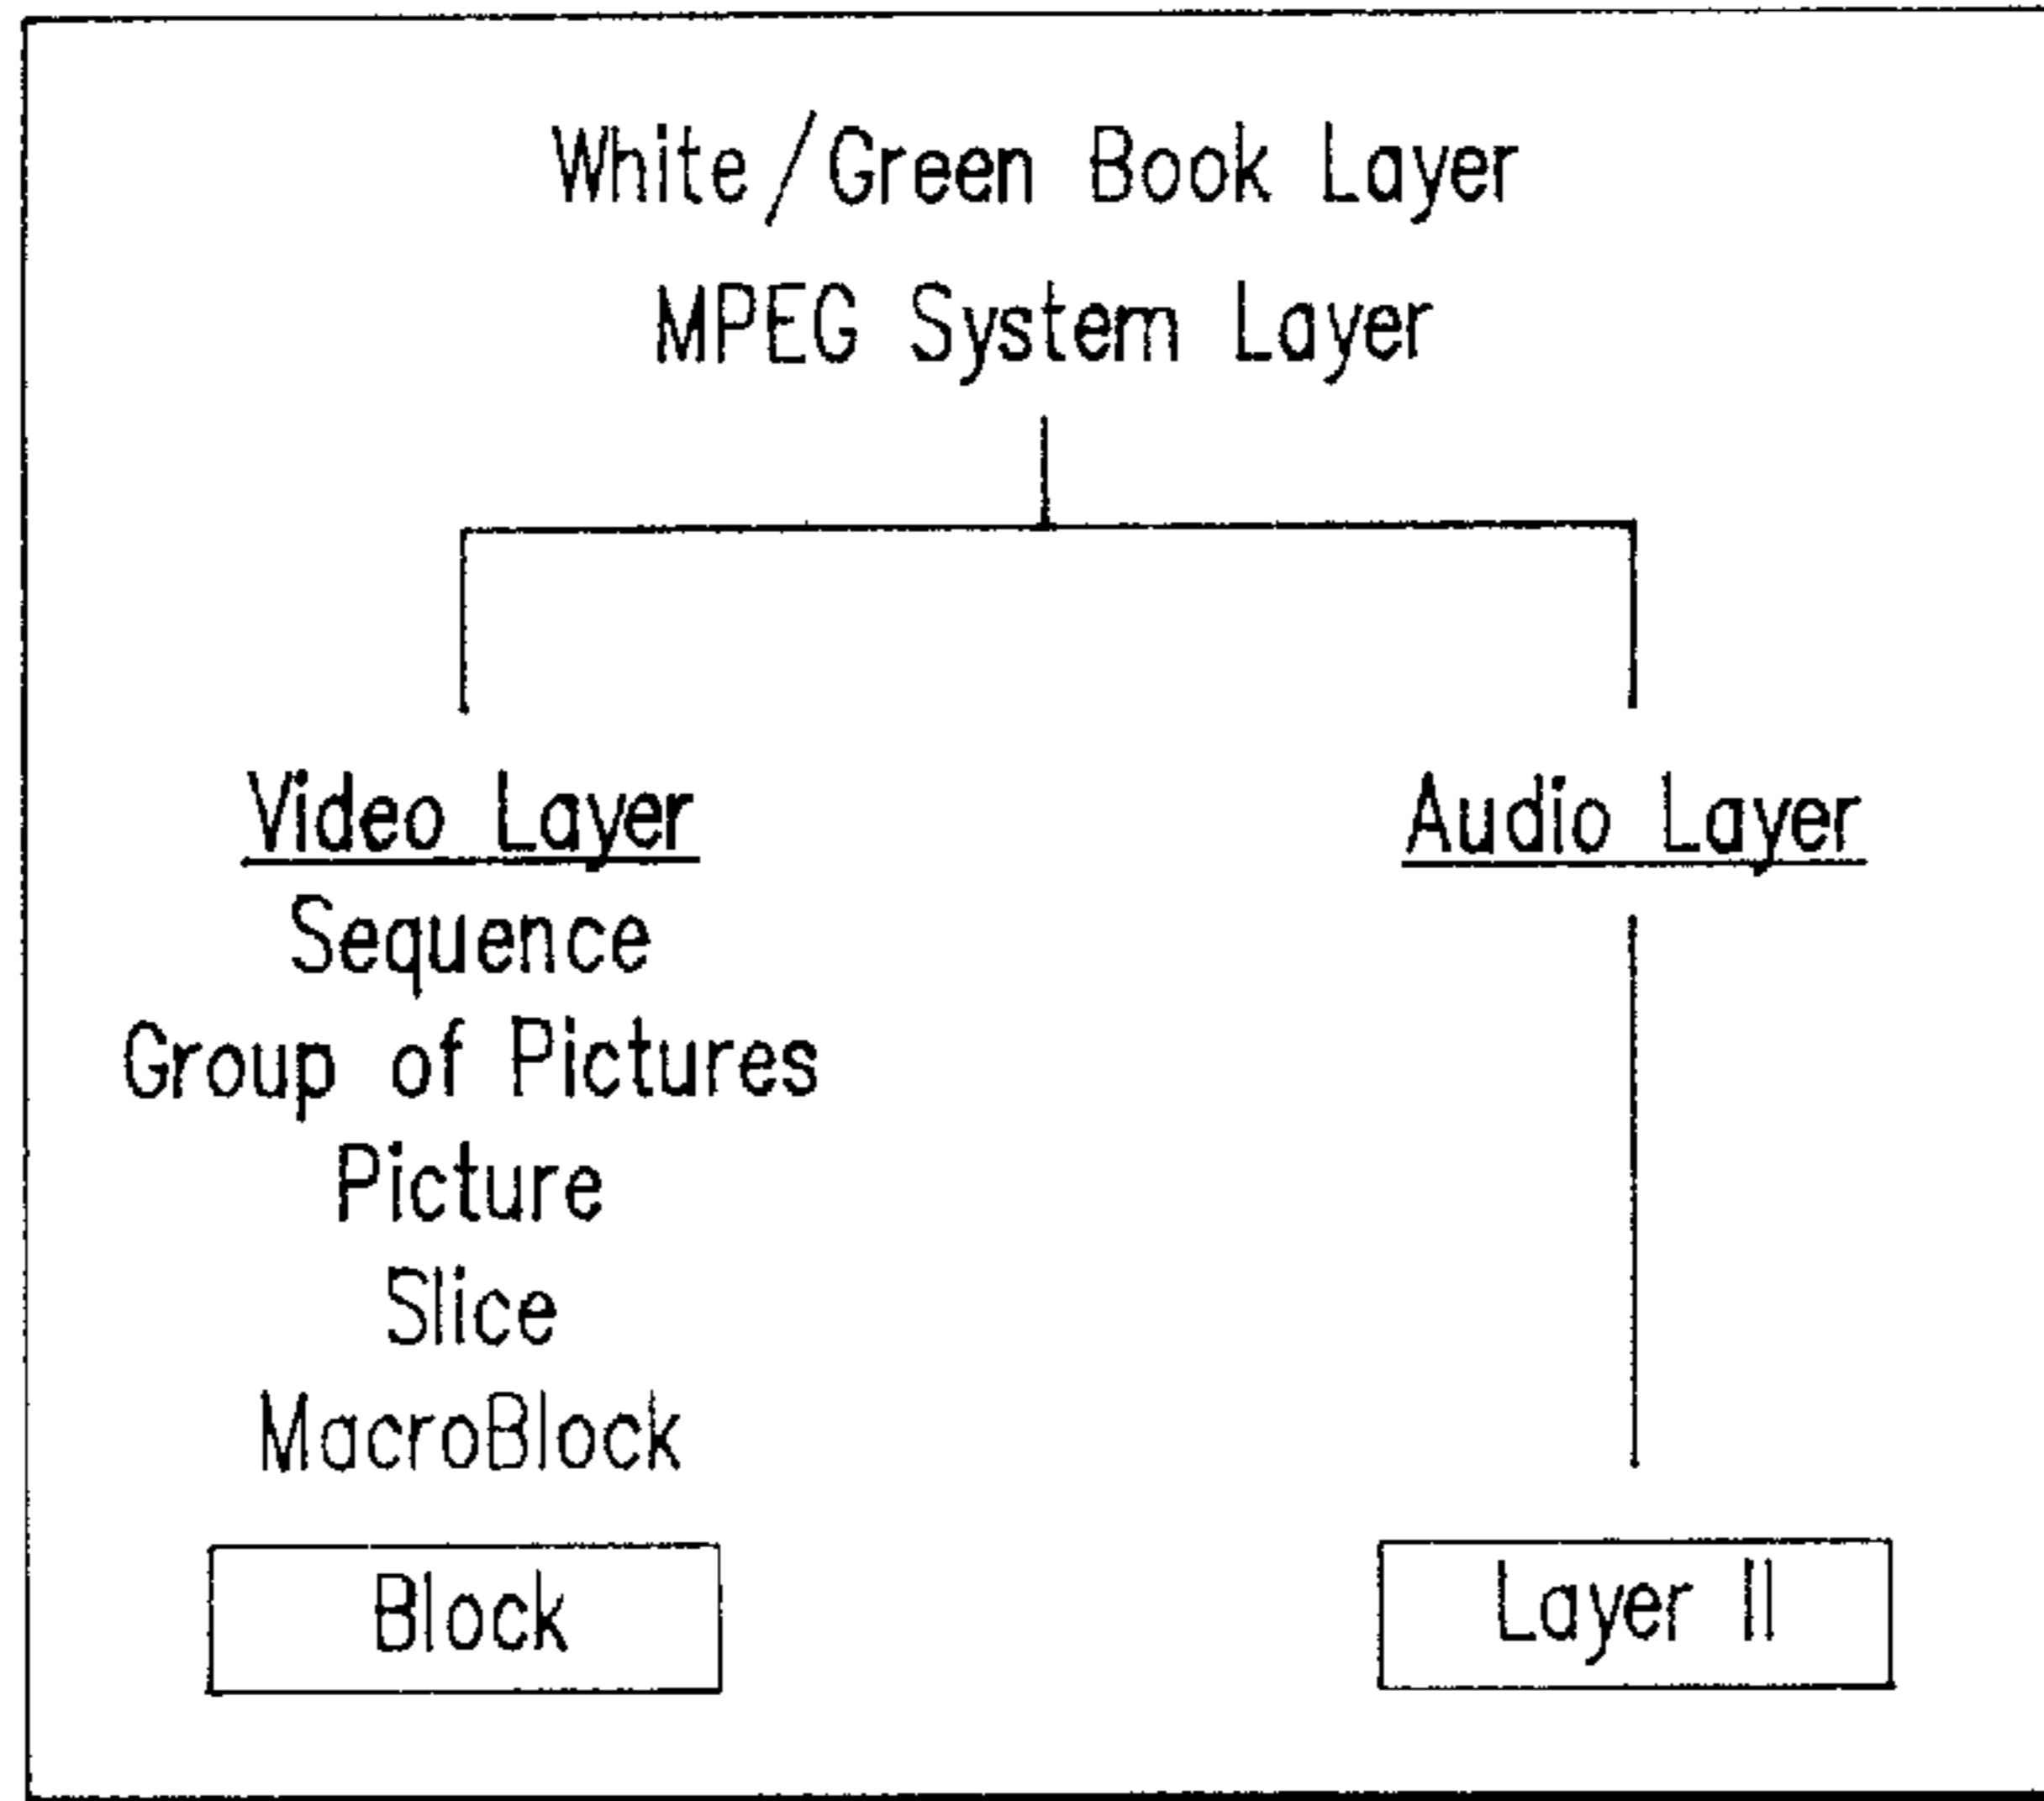 White/Green Book Layer
MPEG System Layer
Video Layer
Sequence
Group of Pictures
Picture
Slice
MacroBlock
Block
Audio Layer
Layer II